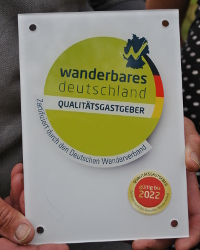 wanderbares
deutschland
QUALITÄTSGASTGEBER
Zertifiziert durch den Deutschen Wanderverband
gültig bis
2022